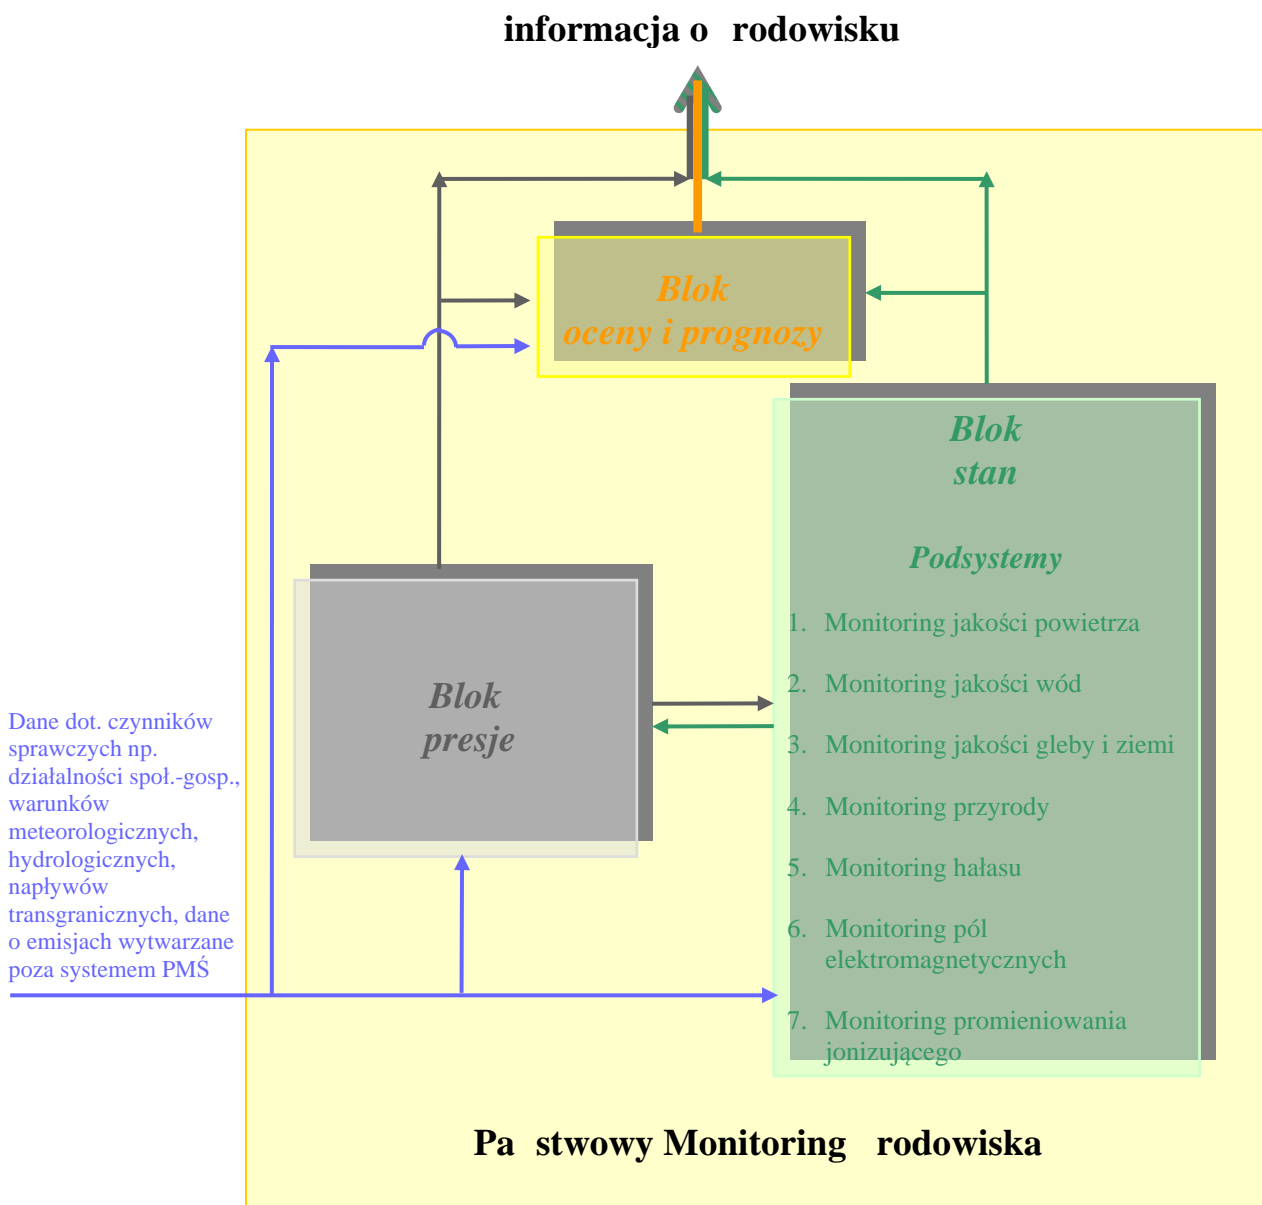 informacja o rodowisku
Blok
oceny i prognozy
Blok
stan
Podsystemy
1. Monitoring jakości powietrza
2. Monitoring jakości wód
3. Monitoring jakości gleby i ziemi
4. Monitoring przyrody
5. Monitoring hałasu
6. Monitoring pól
elektromagnetycznych
7. Monitoring promieniowania
jonizującego
Blok
presje
Dane dot. czynników
sprawczych np.
działalności społ.-gosp.,
warunków
meteorologicznych,
hydrologicznych,
napływów
transgranicznych, dane
o emisjach wytwarzane
poza systemem PMŚ
Pa stwowy Monitoring rodowiska